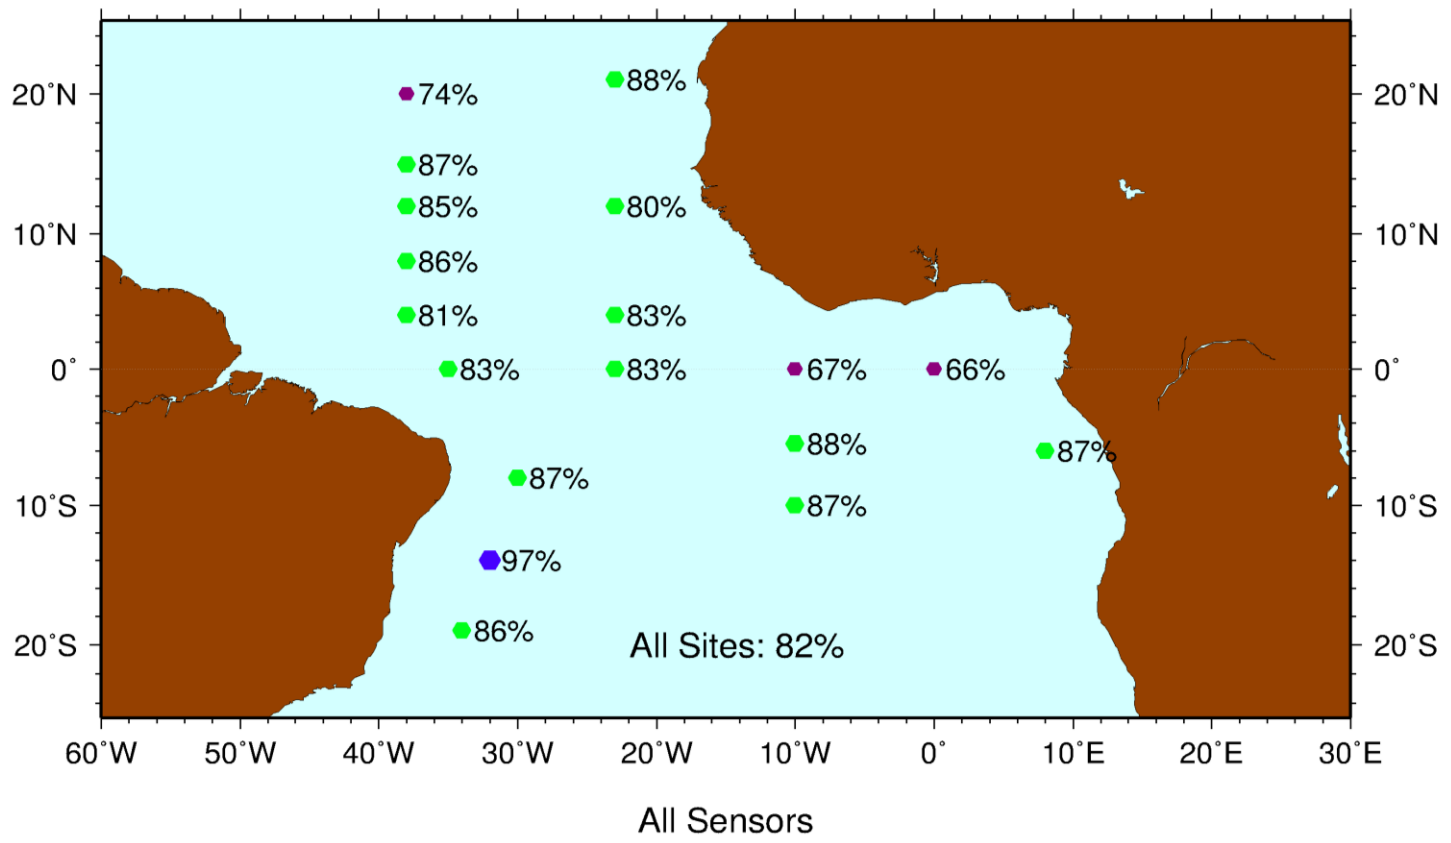 88%
20°N 74% 20°N
87%
85% 80%
10°N 10°N
86%
81% 83%
0° 83% 83% 67% 66% 0°
88% 87%
87%
10°S 87% 10°S
97%
86%
20°S All Sites: 82% 20°S
60°W 50°W 40°W 30°W 20°W 10°W 0° 10°E 20°E 30°E
All Sensors